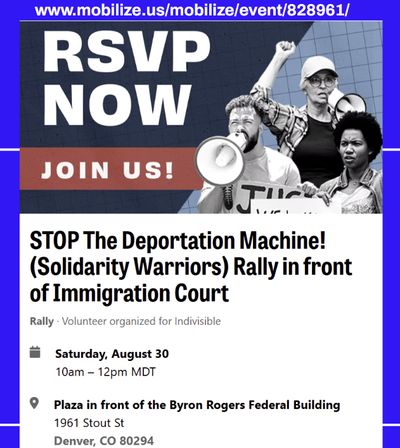 www.mobilize.us/mobilize/event/828961/
RSVP
NOW
JOIN US!
STOP The Deportation Machine!
(Solidarity Warriors) Rally in front
of Immigration Court
Rally · Volunteer organized for Indivisible
Saturday, August 30
10am – 12pm MDT
Plaza in front of the Byron Rogers Federal Building
1961 Stout St
Denver, CO 80294